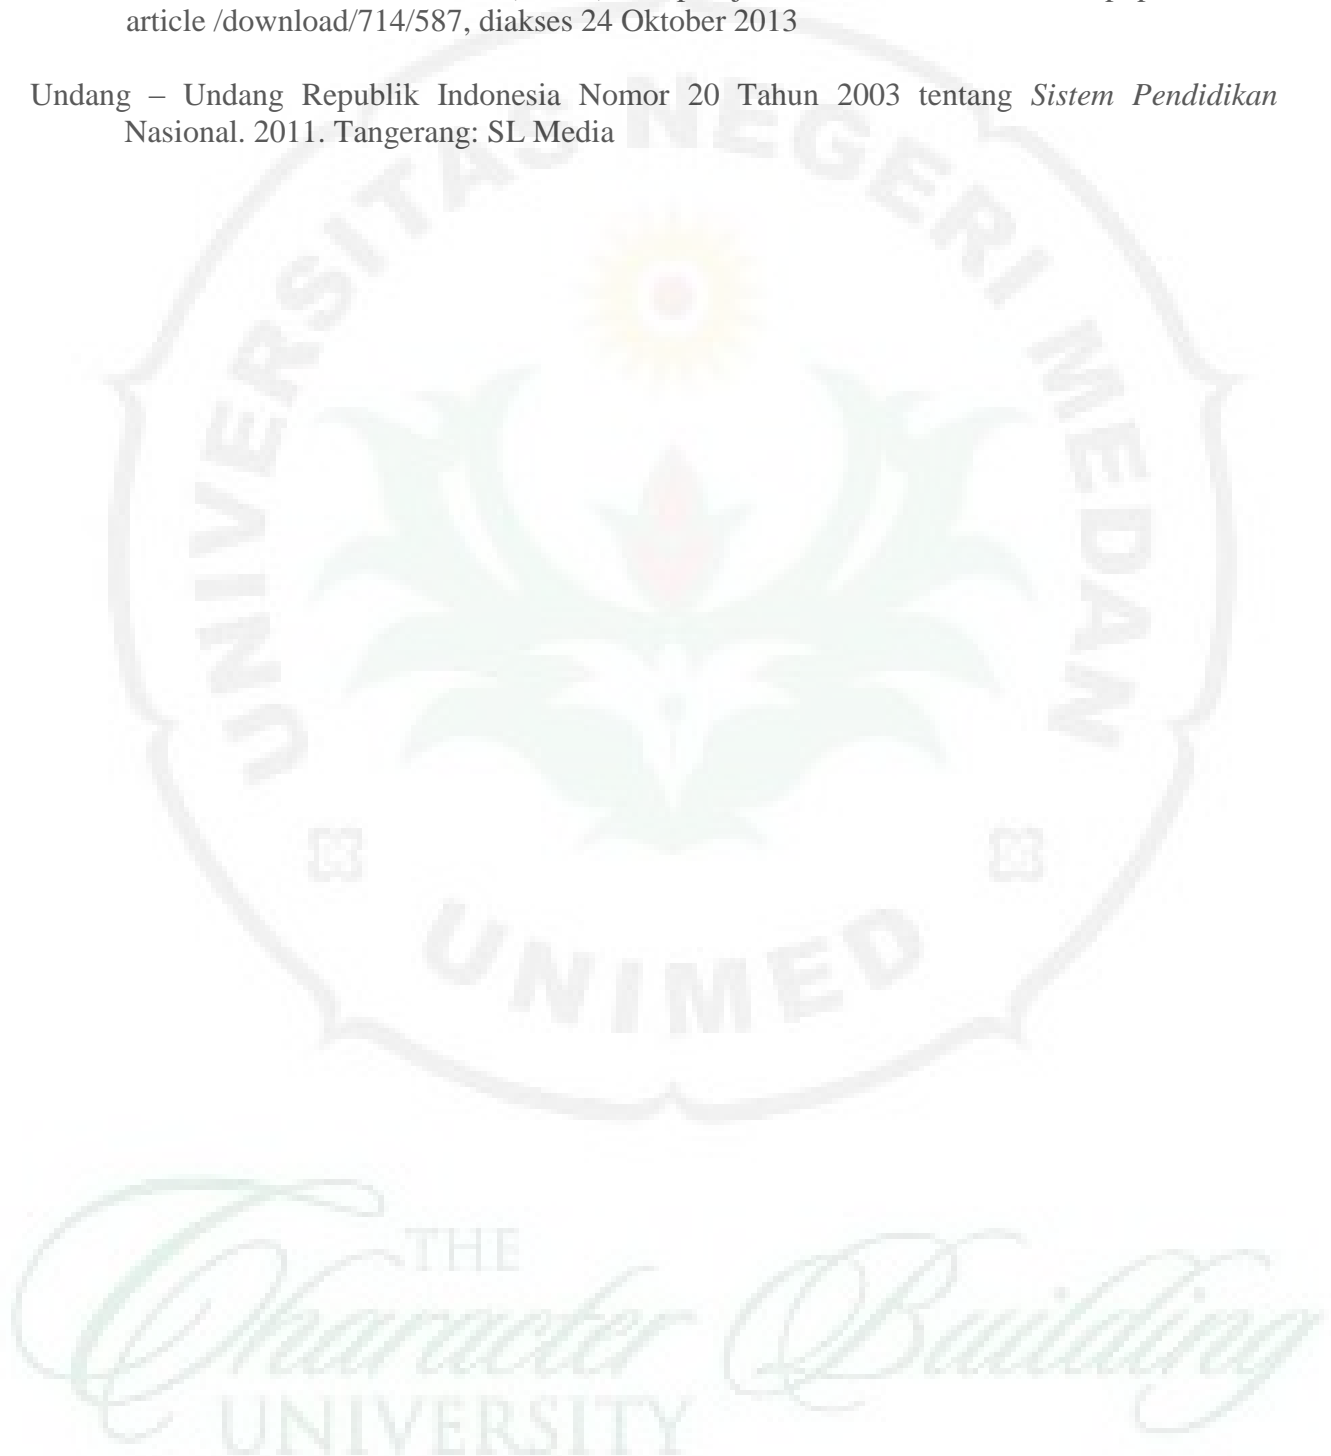 article /download/714/587, diakses 24 Oktober 2013
Undang – Undang Republik Indonesia Nomor 20 Tahun 2003 tentang Sistem Pendidikan
Nasional. 2011. Tangerang: SL Media
UNIVERSITAS NEGERI MEDAN
UNIMED
THE
Character Building
UNIVERSITY